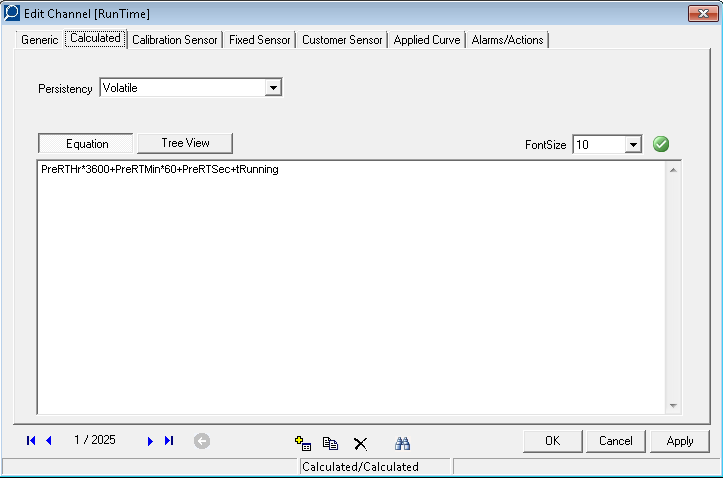 Edit Channel [RunTime]
Generic Calculated Calibration Sensor Fixed Sensor Customer Sensor Applied Curve Alarms/Actions
Persistency Volatile
Equation Tree View FontSize 10
PreRTHr*3600+PreRTMin*60+PreRTSec+tRunning
1 / 2025 OK Cancel Apply
Calculated/Calculated